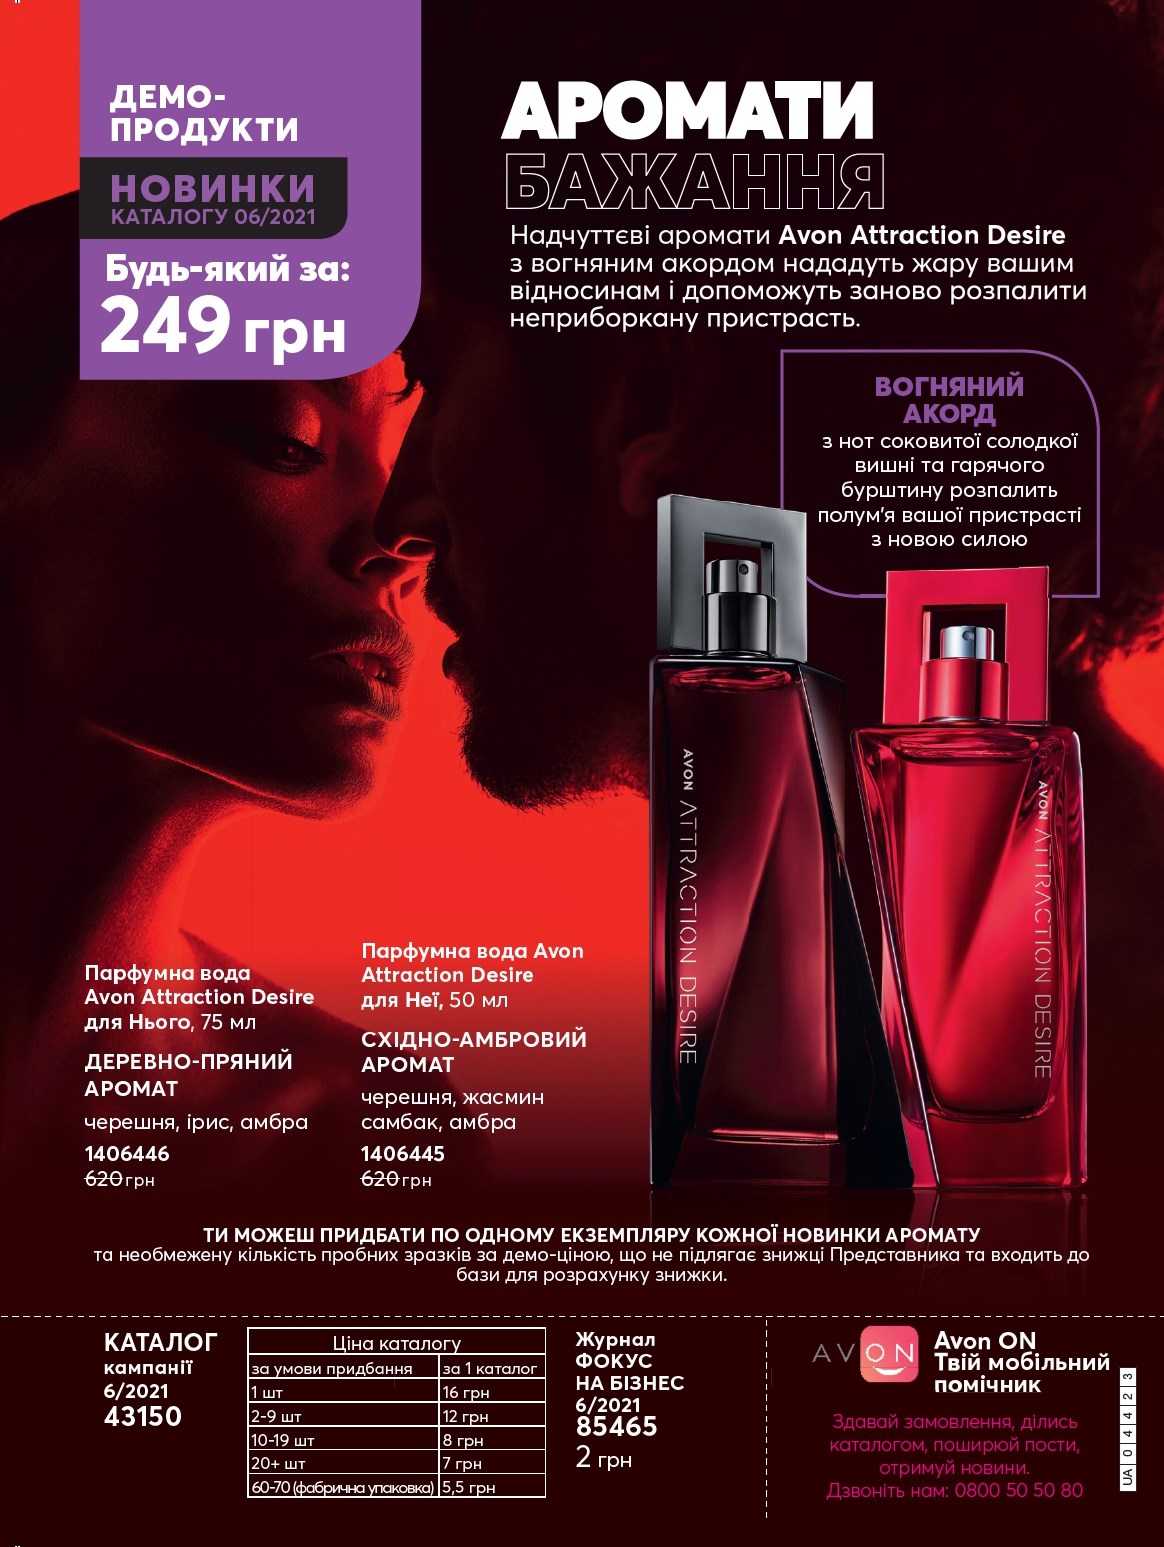 ДЕМО-
ПРОДУКТИ
НОВИНКИ
КАТАЛОГУ 06/2021
Будь-який за:
249 грн
АРОМАТИ
БАЖАННЯ
Надчуттєві аромати Avon Attraction Desire
з вогняним акордом нададуть жару вашим
відносинам і допоможуть заново розпалити
неприборкану пристрасть.
ВОГНЯНИЙ
АКОРД
з нот соковитої солодкої
вишні та гарячого
бурштину розпалить
полум'я вашої пристрасті
з новою силою
AVON ATTRACTION DESIRE
AVON ATTRACTION DESIRE
Парфумна вода
Avon Attraction Desire
для Нього, 75 мл
ДЕРЕВНО-ПРЯНИЙ
АРОМАТ
черешня, ірис, амбра
1406446
620 грн
Парфумна вода Avon
Attraction Desire
для Неї, 50 мл
СХІДНО-АМБРОВИЙ
АРОМАТ
черешня, жасмин
самбак, амбра
1406445
620 грн
ТИ МОЖЕШ ПРИДБАТИ ПО ОДНОМУ ЕКЗЕМПЛЯРУ КОЖНОЇ НОВИНКИ АРОМАТУ
та необмежену кількість пробних зразків за демо-ціною, що не підлягає знижці Представника та входить до
бази для розрахунку знижки.
КАТАЛОГ
кампанії
6/2021
43150
Ціна каталогу
за умови придбання за 1 каталог
1 шт 16 грн
2-9 шт 12 грн
10-19 шт 8 грн
20+ шт 7 грн
60-70 (фабрична упаковка) 5,5 грн
Журнал
ФОКУС
НА БІЗНЕС
6/2021
85465
2 грн
AVON
Avon ON
Твій мобільний
помічник
Здавай замовлення, ділись
каталогом, поширюй пости,
отримуй новини.
Дзвоніть нам: 0800 50 50 80
UA 0 4 4 2 3